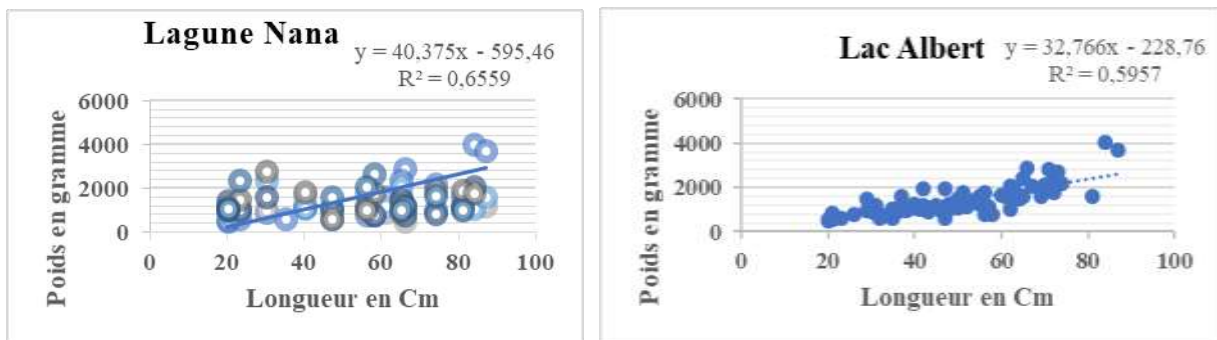 Lagune Nana
y = 40,375x - 595,46
R² = 0,6559
Poids en gramme
6000
4000
2000
0
0 20 40 60 80 100
Longueur en Cm
Lac Albert
y = 32,766x - 228,76
R² = 0,5957
Poids en gramme
6000
4000
2000
0
0 20 40 60 80 100
Longueur en Cm